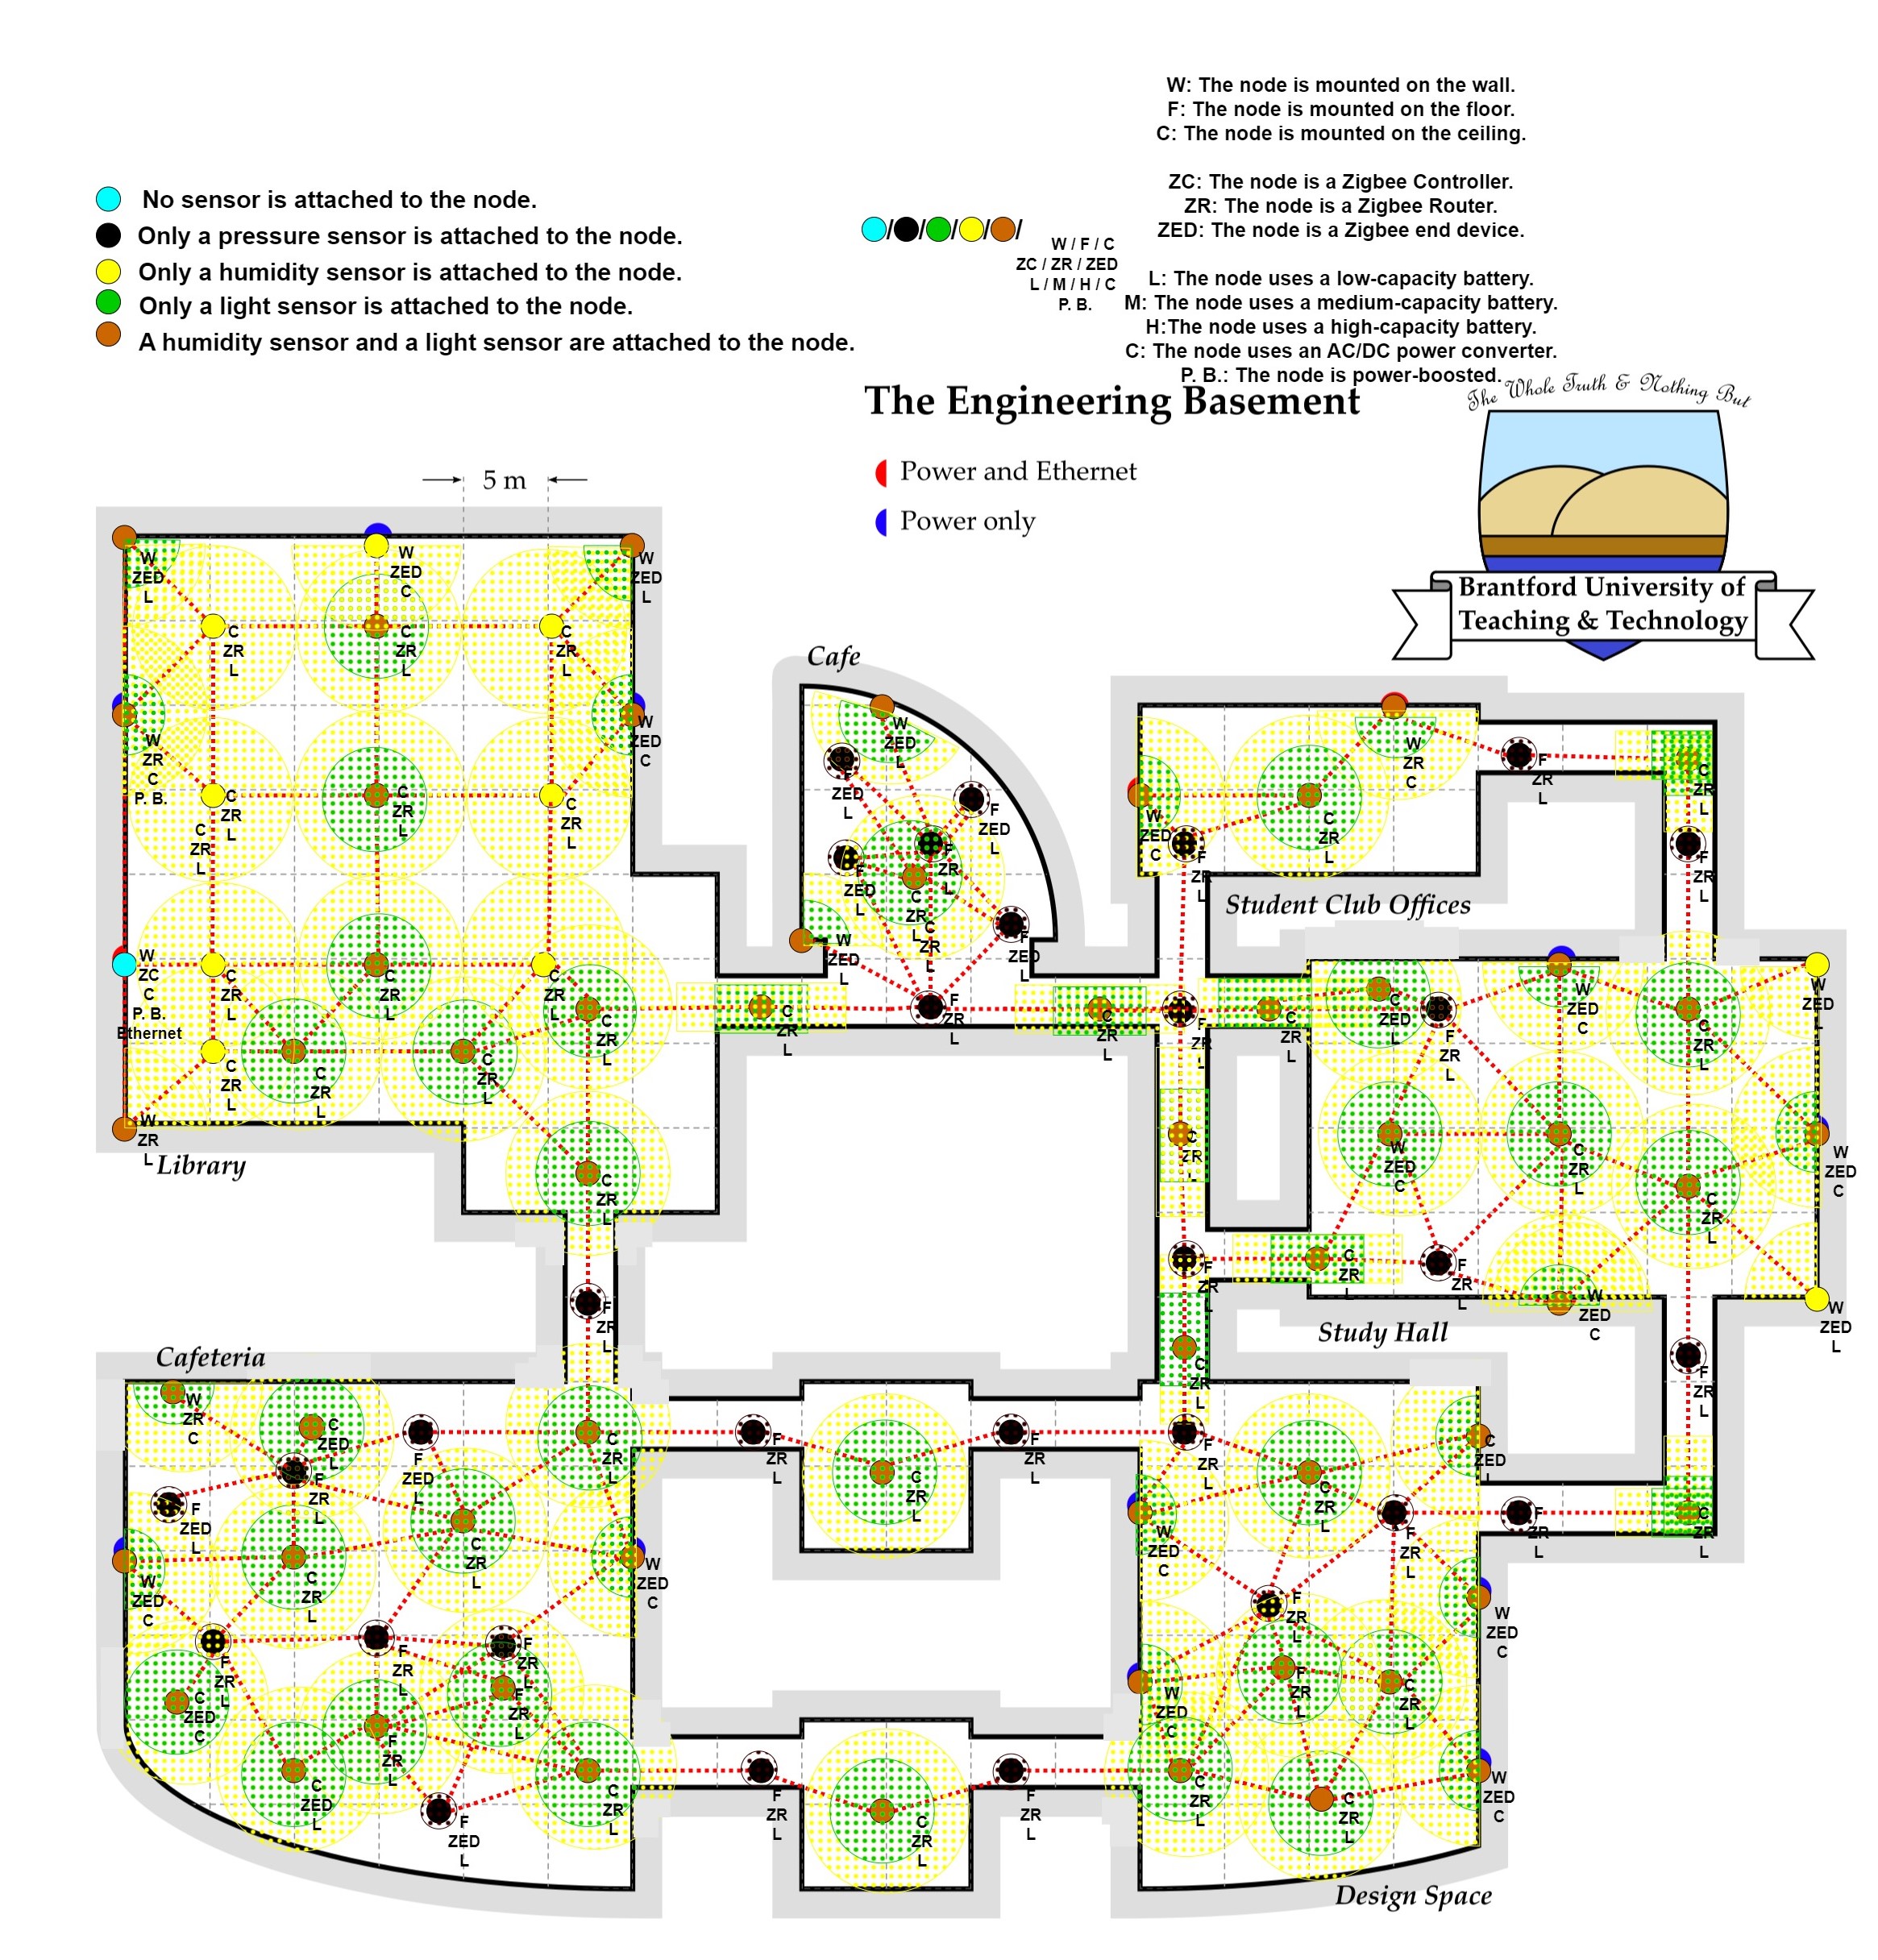 W: The node is mounted on the wall.
F: The node is mounted on the floor.
C: The node is mounted on the ceiling.
ZC: The node is a Zigbee Controller.
ZR: The node is a Zigbee Router.
ZED: The node is a Zigbee end device.
L: The node uses a low-capacity battery.
M: The node uses a medium-capacity battery.
H:The node uses a high-capacity battery.
C: The node uses an AC/DC power converter.
P. B.: The node is power-boosted.
No sensor is attached to the node.
Only a pressure sensor is attached to the node.
Only a humidity sensor is attached to the node.
Only a light sensor is attached to the node.
A humidity sensor and a light sensor are attached to the node.
/ / / / /
W / F / C
ZC / ZR / ZED
L / M / H / C
P. B.
The Engineering Basement
Power and Ethernet
Power only
The Whole Truth & Nothing But
Brantford University of
Teaching & Technology
5 m
W
ZED
L
W
ZED
C
W
ZED
L
C
ZR
L
C
ZR
L
C
ZR
L
W
ZR
C
P. B.
W
ZED
C
C
ZR
L
C
ZR
L
C
ZR
L
C
ZR
L
W
ZC
C
P. B.
Ethernet
C
ZR
L
C
ZR
L
C
ZR
L
C
ZR
L
C
ZR
L
C
ZR
L
C
ZR
L
W
ZR
L
Library
C
ZR
L
F
ZR
L
Cafe
W
ZED
L
F
ZED
L
F
ZED
L
F
ZED
L
F
ZR
L
C
ZR
L
C
ZR
L
F
ZED
L
W
ZED
L
C
ZR
L
F
ZR
L
C
ZR
L
F
ZR
L
C
ZR
L
W
ZED
C
F
ZR
L
C
ZR
L
W
ZR
C
F
ZR
L
C
ZR
L
F
ZR
L
Student Club Offices
C
ZED
L
F
ZR
L
W
ZED
C
C
ZR
L
W
ZED
L
W
ZED
C
C
ZR
L
C
ZR
L
W
ZED
C
C
ZR
F
ZR
L
C
ZR
L
F
ZR
L
W
ZED
C
W
ZED
L
Study Hall
C
ZR
L
F
ZR
L
F
ZR
L
C
ZR
L
Cafeteria
W
ZR
C
C
ZED
L
F
ZED
L
C
ZR
L
F
ZR
L
F
ZED
L
C
ZR
L
C
ZR
L
W
ZED
C
W
ZED
C
F
ZR
L
F
ZR
L
F
ZR
L
C
ZED
C
F
ZR
L
F
ZR
L
C
ZED
L
F
ZED
L
C
ZR
L
F
ZR
L
C
ZR
L
F
ZR
L
F
ZR
L
C
ZR
L
F
ZR
L
C
ZR
L
C
ZED
L
W
ZED
C
F
ZR
L
F
ZR
L
F
ZR
L
W
ZED
C
W
ZED
C
F
ZR
L
C
ZR
L
C
ZR
L
C
ZR
L
W
ZED
C
Design Space